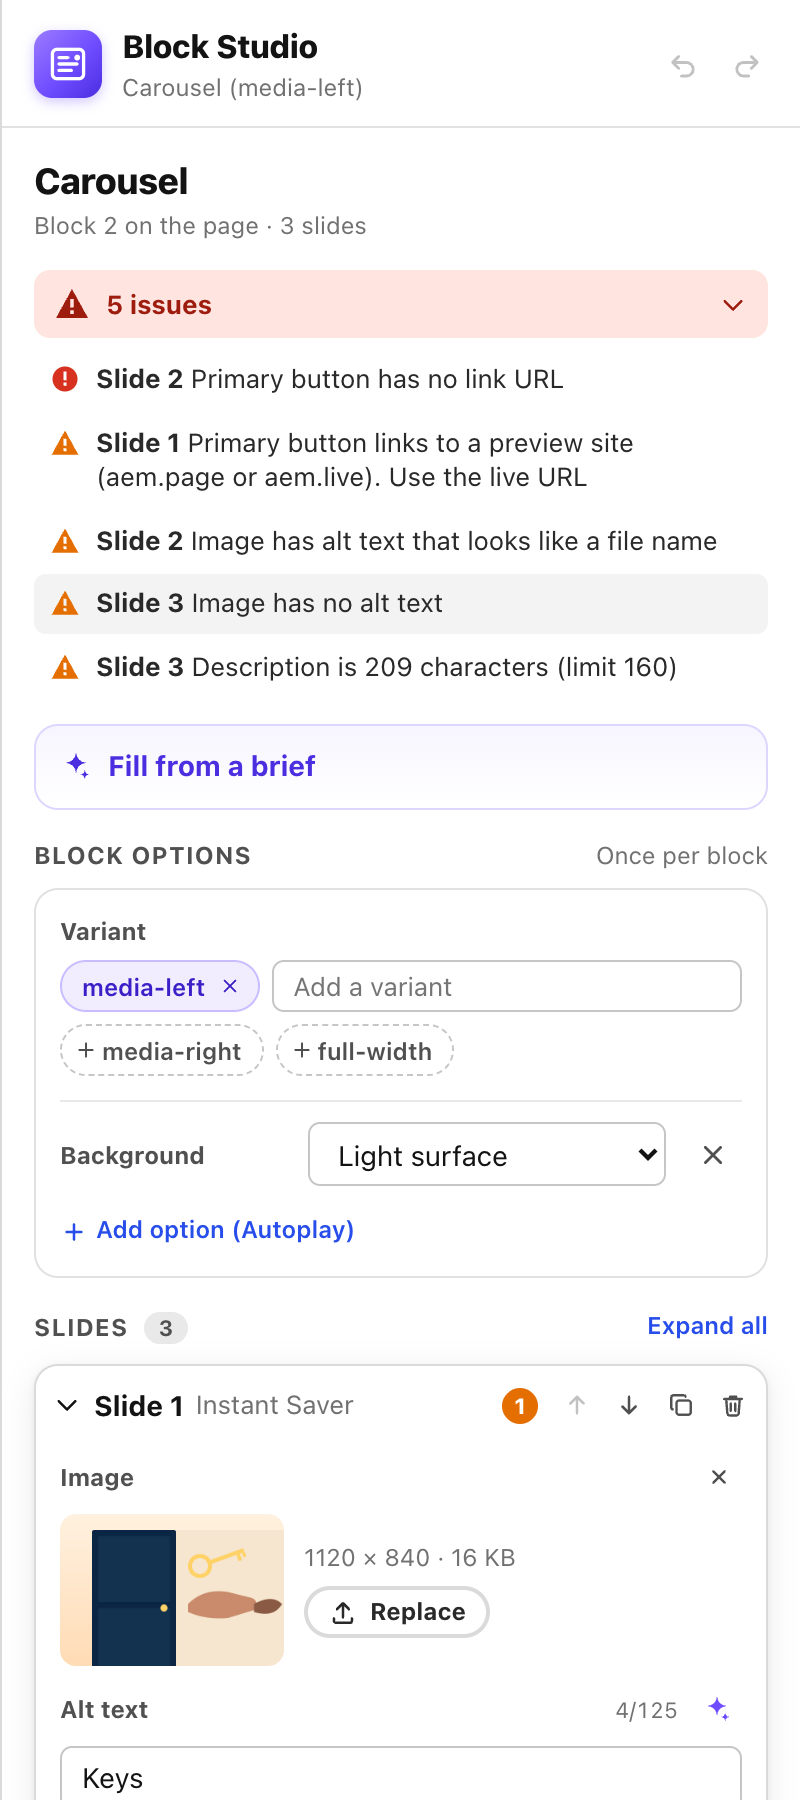 Block Studio
Carousel (media-left)
Carousel
Block 2 on the page · 3 slides
5 issues
Slide 2 Primary button has no link URL
Slide 1 Primary button links to a preview site
(aem.page or aem.live). Use the live URL
Slide 2 Image has alt text that looks like a file name
Slide 3 Image has no alt text
Slide 3 Description is 209 characters (limit 160)
Fill from a brief
BLOCK OPTIONS Once per block
Variant
media-left × Add a variant
+ media-right + full-width
Background Light surface ×
+ Add option (Autoplay)
SLIDES 3 Expand all
Slide 1 Instant Saver 1
Image ×
1120 × 840 · 16 KB
Replace
Alt text 4/125
Keys